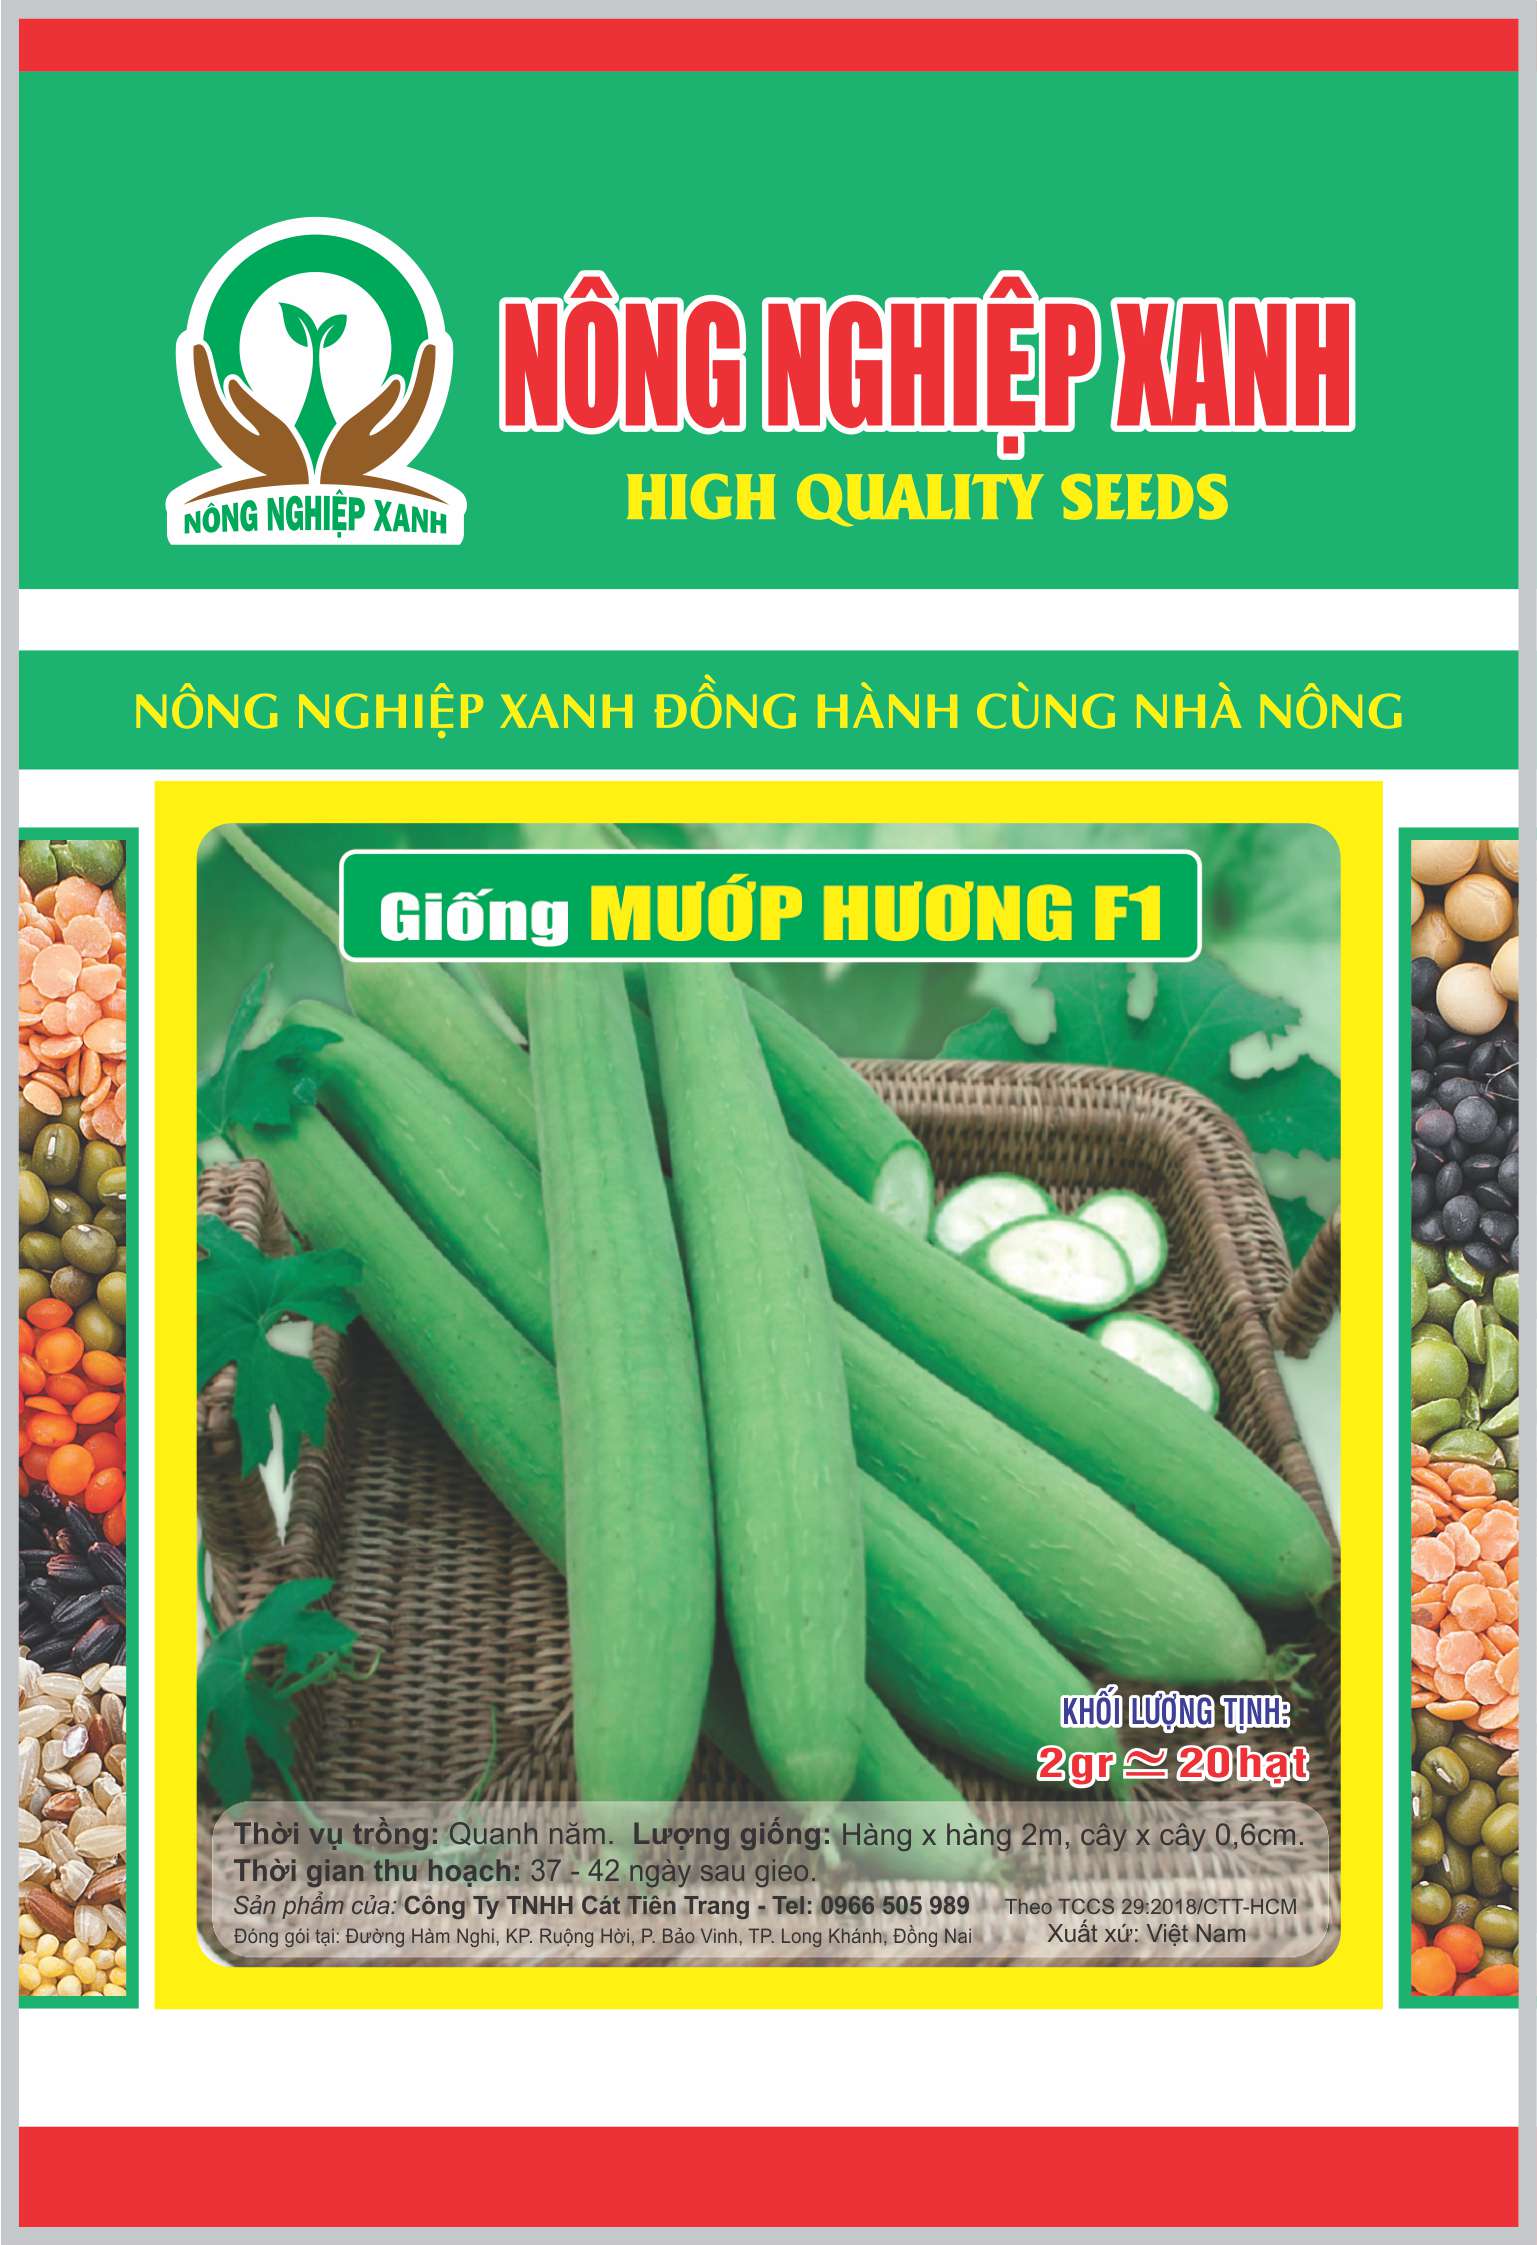 NÔNG NGHIỆP XANH
HIGH QUALITY SEEDS
NÔNG NGHIỆP XANH
NÔNG NGHIỆP XANH ĐỒNG HÀNH CÙNG NHÀ NÔNG
Giống MƯỚP HƯƠNG F1
KHỐI LƯỢNG TỊNH:
2gr ≃ 20hạt
Thời vụ trồng: Quanh năm. Lượng giống: Hàng x hàng 2m, cây x cây 0,6cm.
Thời gian thu hoạch: 37 - 42 ngày sau gieo.
Sản phẩm của: Công Ty TNHH Cát Tiên Trang - Tel: 0966 505 989 Theo TCCS 29:2018/CTT-HCM
Đóng gói tại: Đường Hàm Nghi, KP. Ruộng Hời, P. Bảo Vinh, TP. Long Khánh, Đồng Nai Xuất xứ: Việt Nam